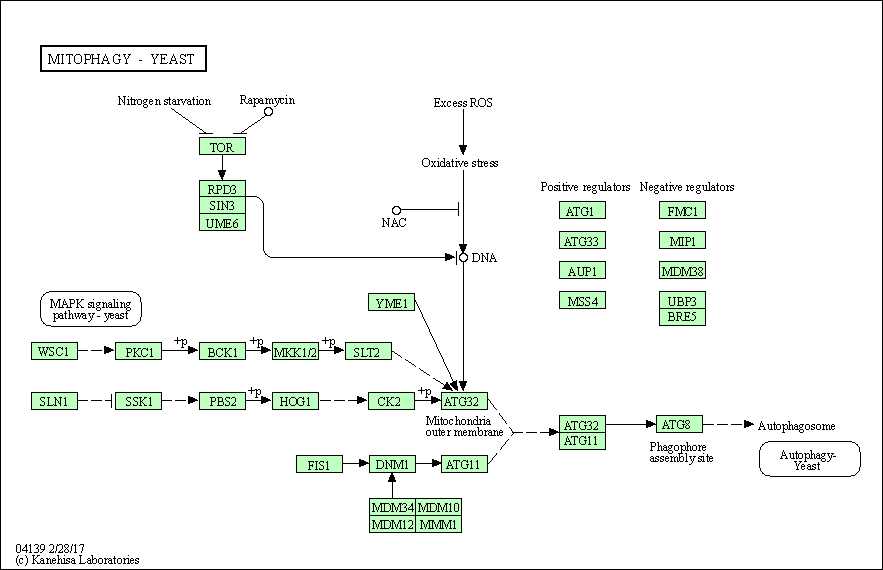 MITOPHAGY - YEAST
Nitrogen starvation
Rapamycin
Excess ROS
TOR
Oxidative stress
RPD3
SIN3
UME6
NAC
DNA
Positive regulators
Negative regulators
ATG1
FMC1
ATG33
MIP1
AUP1
MDM38
MSS4
UBP3
BRE5
MAPK signaling
pathway - yeast
YME1
WSC1
PKC1
+p
BCK1
+p
MKK1/2
+p
SLT2
SLN1
SSK1
PBS2
+p
HOG1
CK2
+p
ATG32
Mitochondria
outer membrane
ATG32
ATG11
ATG8
Autophagosome
Phagophore
assembly site
Autophagy-
Yeast
FIS1
DNM1
ATG11
MDM34
MDM10
MDM12
MMM1
04139 2/28/17
(c) Kanehisa Laboratories